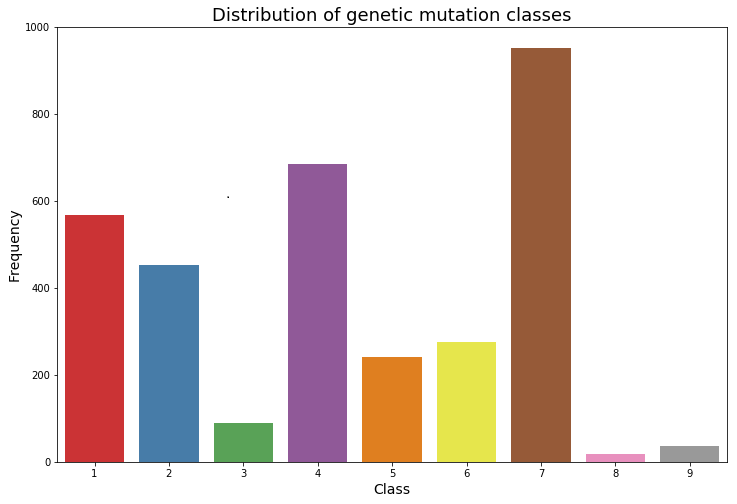 Distribution of genetic mutation classes
1000
800
600
400
200
0
Frequency
1 2 3 4 5 6 7 8 9
Class